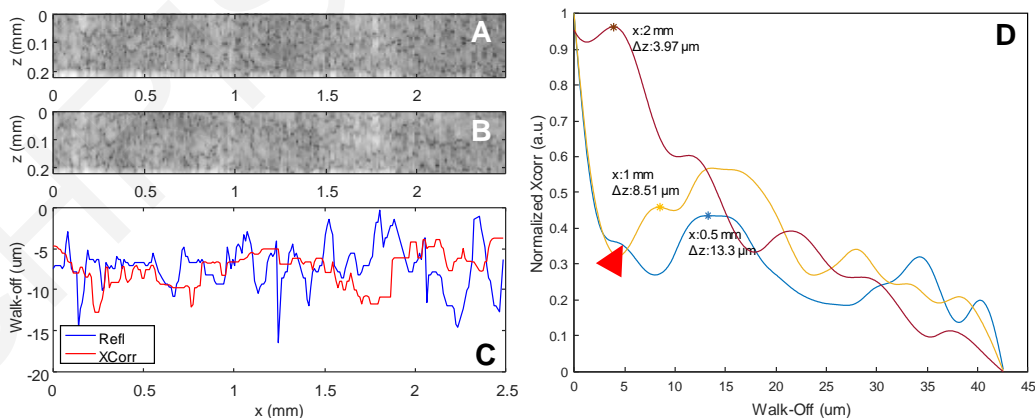 0
0.1
0.2
z (mm)
A
0
0.5
1
1.5
2
0
0.1
0.2
z (mm)
B
0
0.5
1
1.5
2
0
-5
-10
-15
-20
Walk-off (um)
Refl
XCorr
C
0
0.5
1
1.5
2
2.5
x (mm)
1
0.9
0.8
0.7
0.6
0.5
0.4
0.3
0.2
0.1
0
Normalized Xcorr (a.u.)
D
x:2 mm
Δz:3.97 µm
x:1 mm
Δz:8.51 µm
x:0.5 mm
Δz:13.3 µm
0
5
10
15
20
25
30
35
40
45
Walk-Off (um)